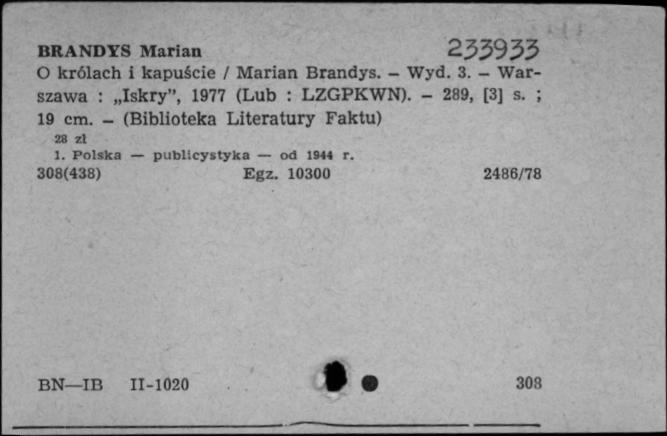 BRANDYS Marian 233933
O królach i kapuście / Marian Brandys. – Wyd. 3. – War-
szawa : „Iskry”, 1977 (Lub : LZGPKWN). – 289, [3] s. ;
19 cm. – (Biblioteka Literatury Faktu)
28 zł
1. Polska — publicystyka — od 1944 r.
308(438) Egz. 10300 2486/78
BN—IB II-1020 308